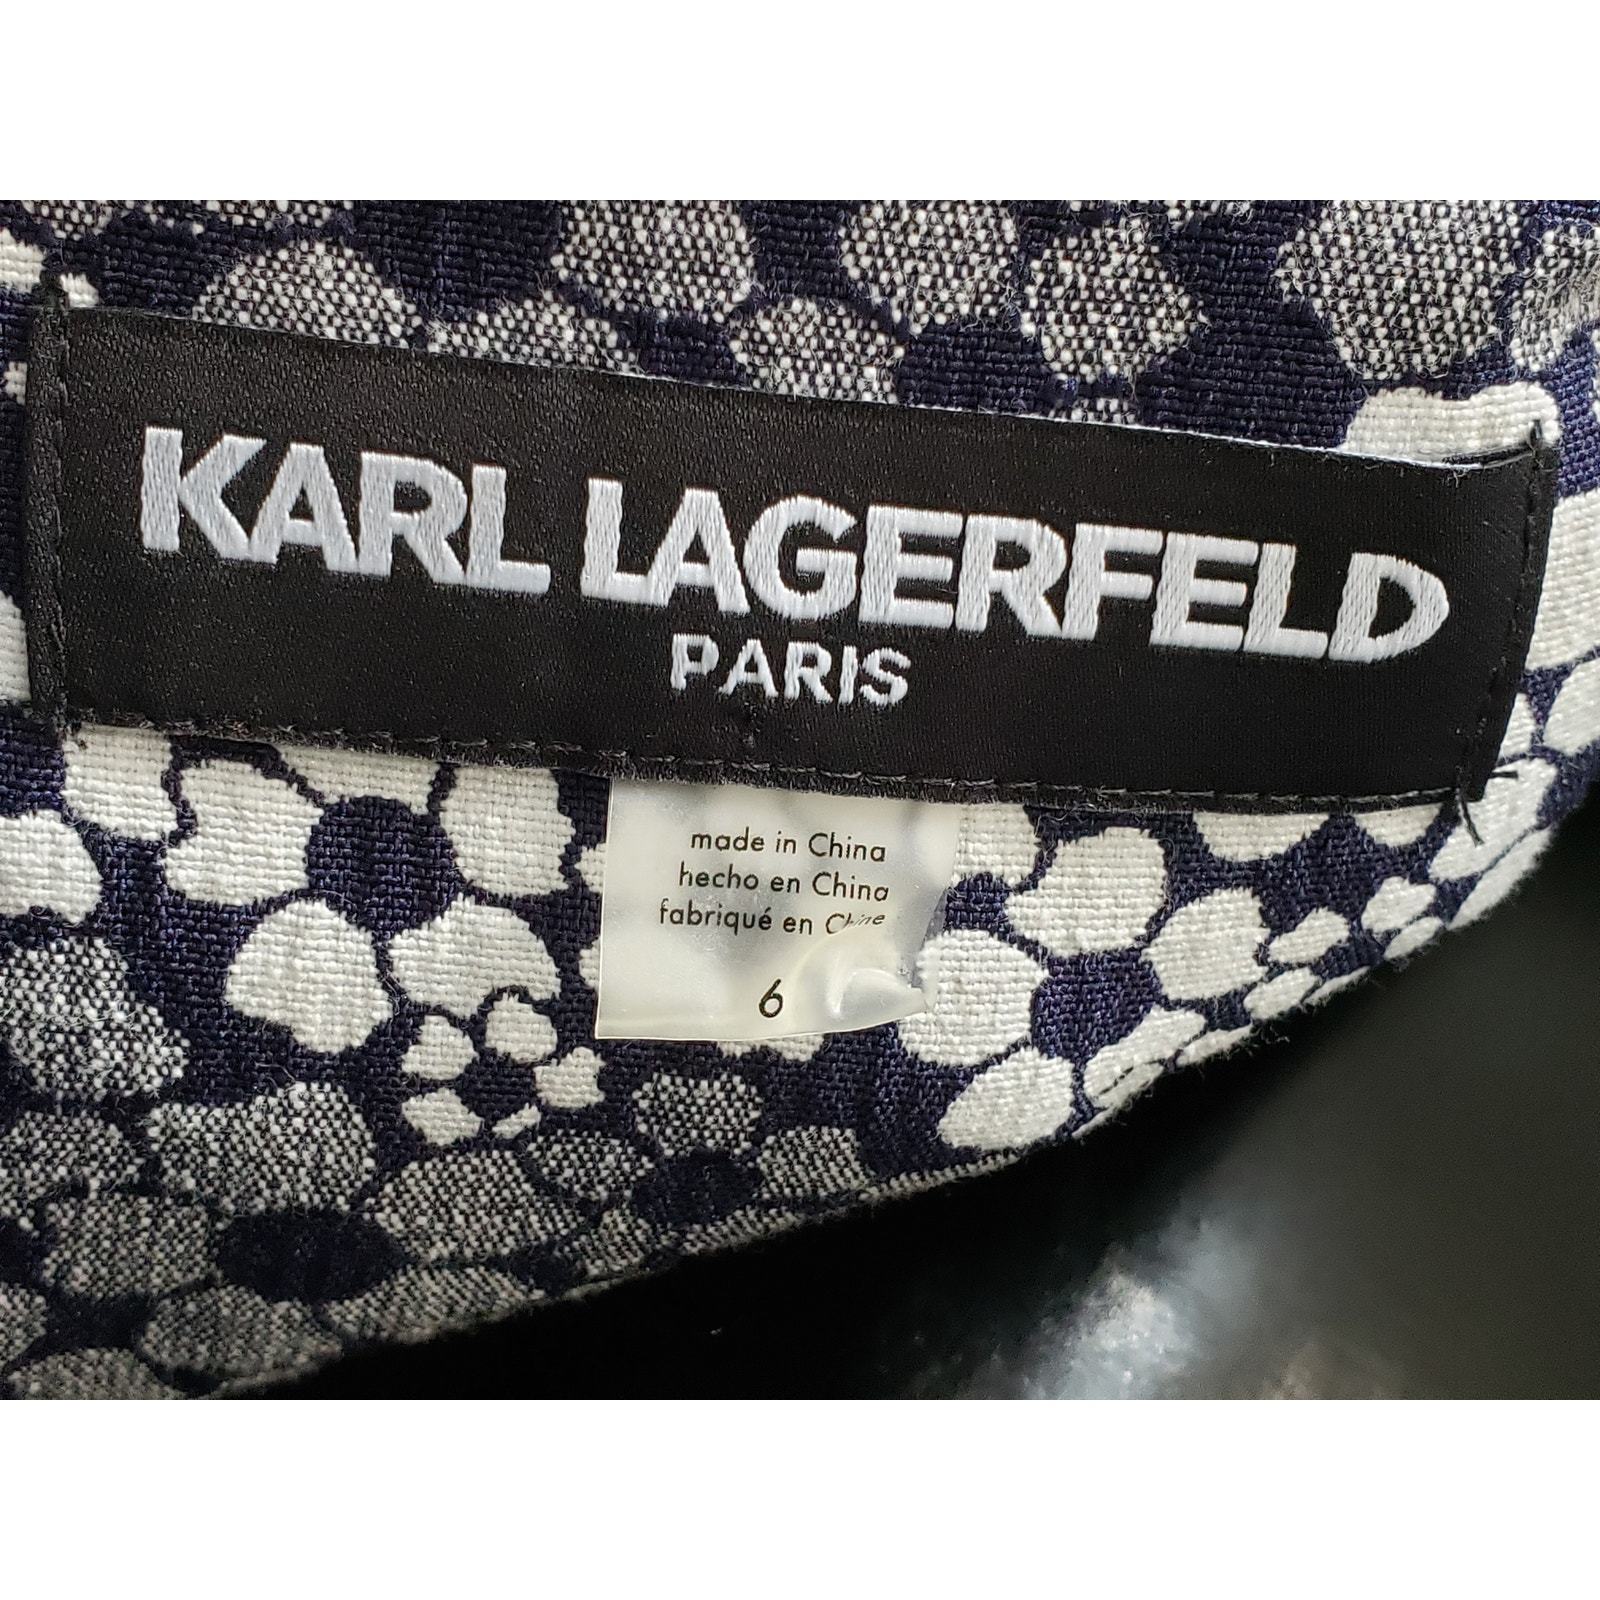 KARL LAGERFELD
PARIS
made in China
hecho en China
fabriqué en Chine
6